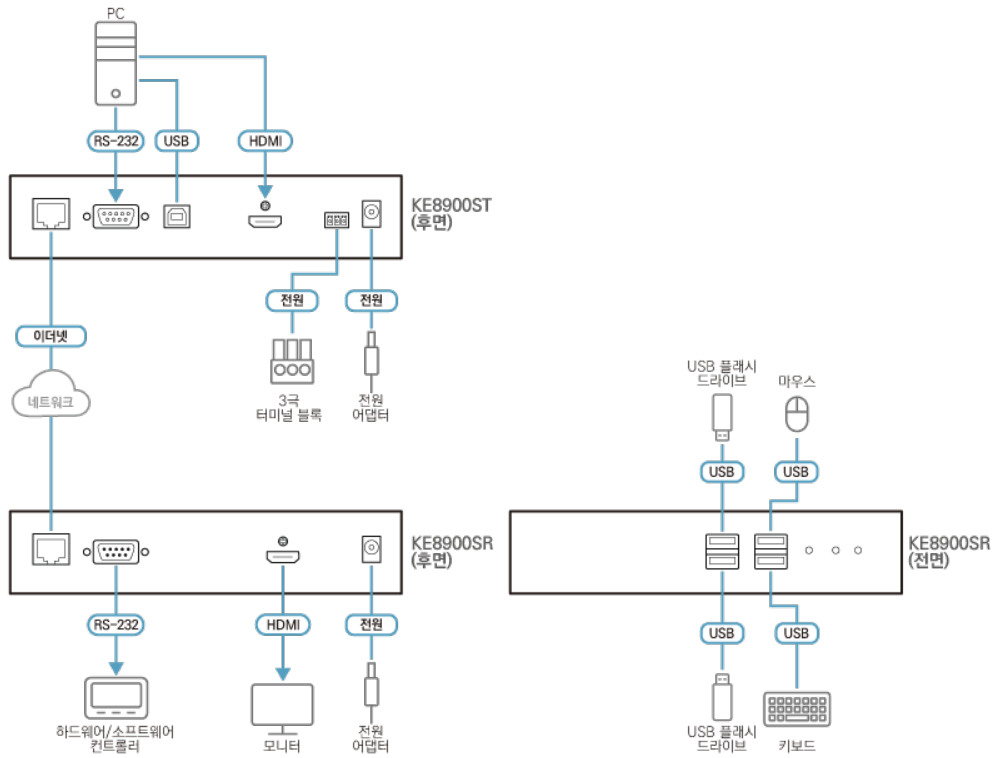 PC
RS-232
USB
HDMI
KE8900ST
(후면)
전원
전원
이더넷
네트워크
3극
터미널 블록
전원
어댑터
KE8900SR
(후면)
RS-232
HDMI
전원
하드웨어/소프트웨어
컨트롤러
모니터
전원
어댑터
USB 플래시
드라이브
마우스
USB
USB
KE8900SR
(전면)
USB
USB
USB 플래시
드라이브
키보드